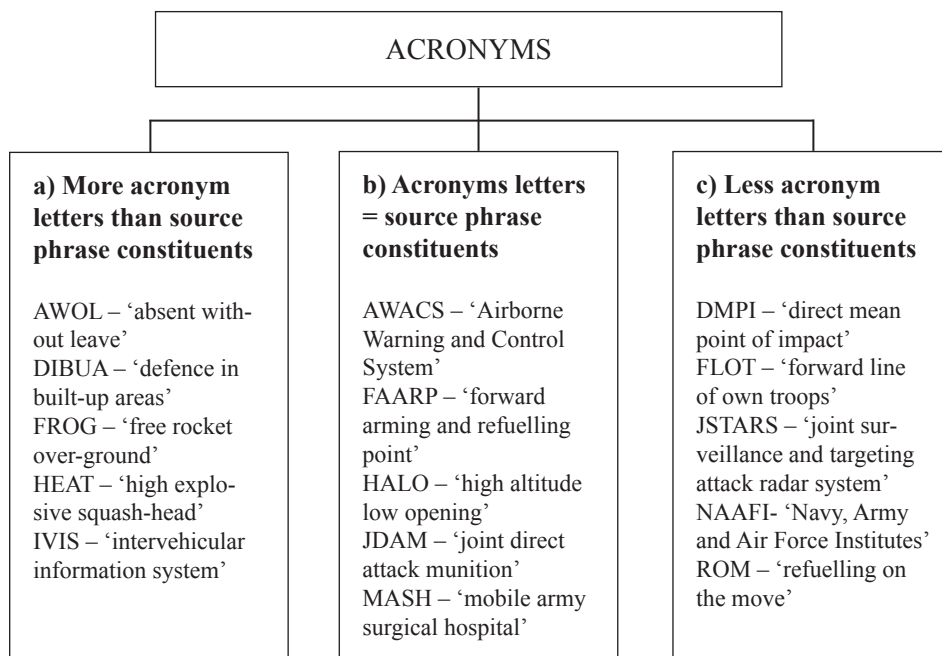 ACRONYMS
a) More acronym
letters than source
phrase constituents
AWOL – ‘absent with-
out leave’
DIBUA – ‘defence in
built-up areas’
FROG – ‘free rocket
over-ground’
HEAT – ‘high explo-
sive squash-head’
IVIS – ‘intervehicular
information system’
b) Acronyms letters
= source phrase
constituents
AWACS – ‘Airborne
Warning and Control
System’
FAARP – ‘forward
arming and refuelling
point’
HALO – ‘high altitude
low opening’
JDAM – ‘joint direct
attack munition’
MASH – ‘mobile army
surgical hospital’
c) Less acronym
letters than source
phrase constituents
DMPI – ‘direct mean
point of impact’
FLOT – ‘forward line
of own troops’
JSTARS – ‘joint sur-
veillance and targeting
attack radar system’
NAAFI- ‘Navy, Army
and Air Force Institutes’
ROM – ‘refuelling on
the move’